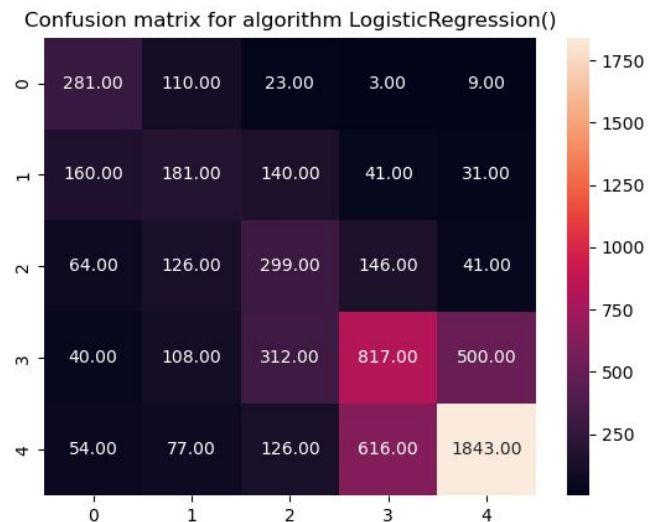 Confusion matrix for algorithm LogisticRegression()
0 281.00 110.00 23.00 3.00 9.00
1 160.00 181.00 140.00 41.00 31.00
2 64.00 126.00 299.00 146.00 41.00
3 40.00 108.00 312.00 817.00 500.00
4 54.00 77.00 126.00 616.00 1843.00
0 1 2 3 4
1750
1500
1250
1000
750
500
250